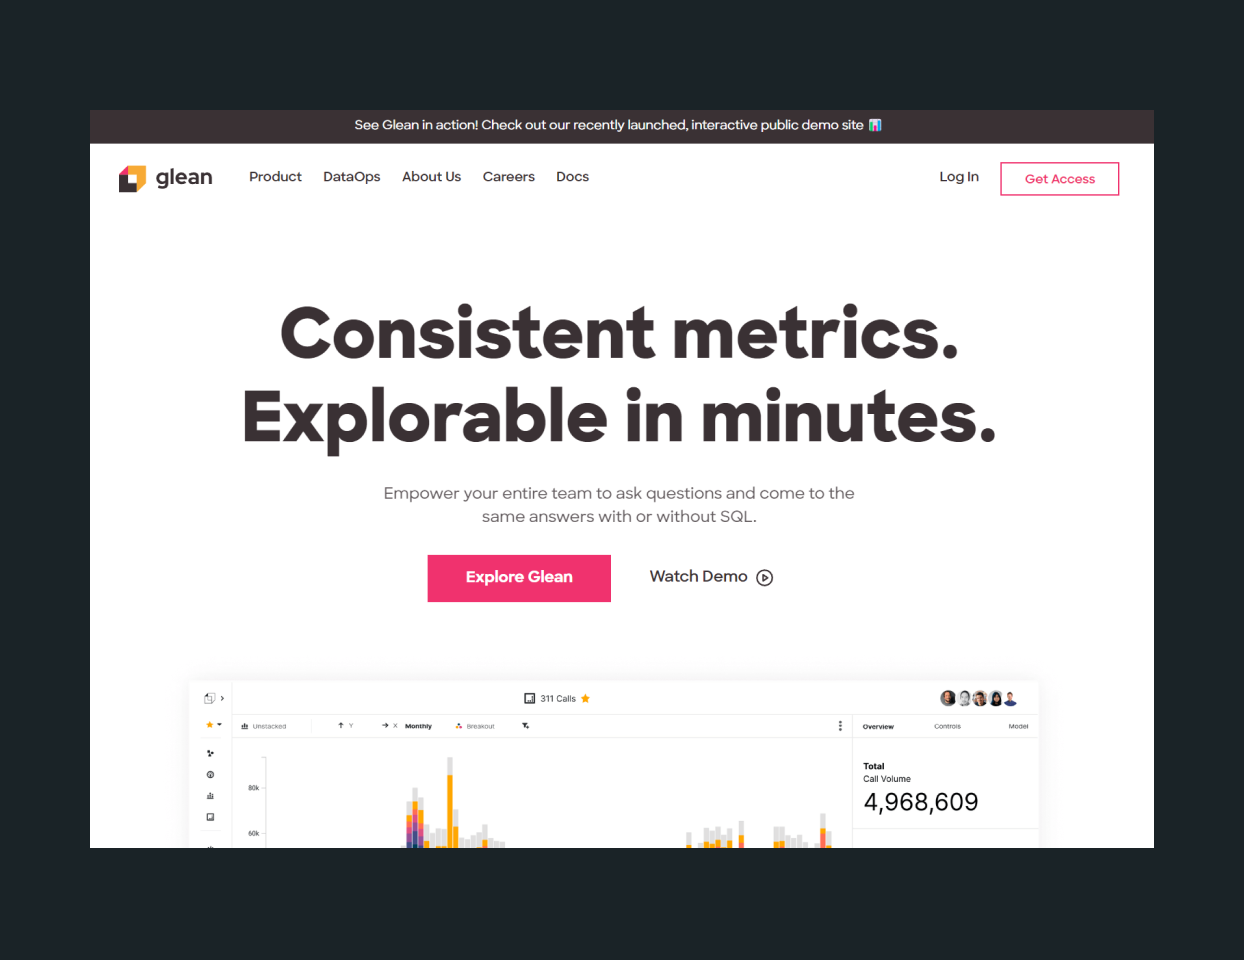 See Glean in action! Check out our recently launched, interactive public demo site
glean
Product
DataOps
About Us
Careers
Docs
Log In
Get Access
Consistent metrics.
Explorable in minutes.
Empower your entire team to ask questions and come to the
same answers with or without SQL.
Explore Glean
Watch Demo
311 Calls
Unstacked
Y
X Monthly
Breakout
Overview
Controls
Model
80k
60k
Total
Call Volume
4,968,609